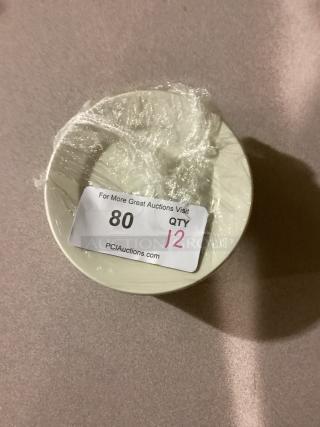 For More Great Auctions Visit
80
QTY
12
PCIAuctions.com